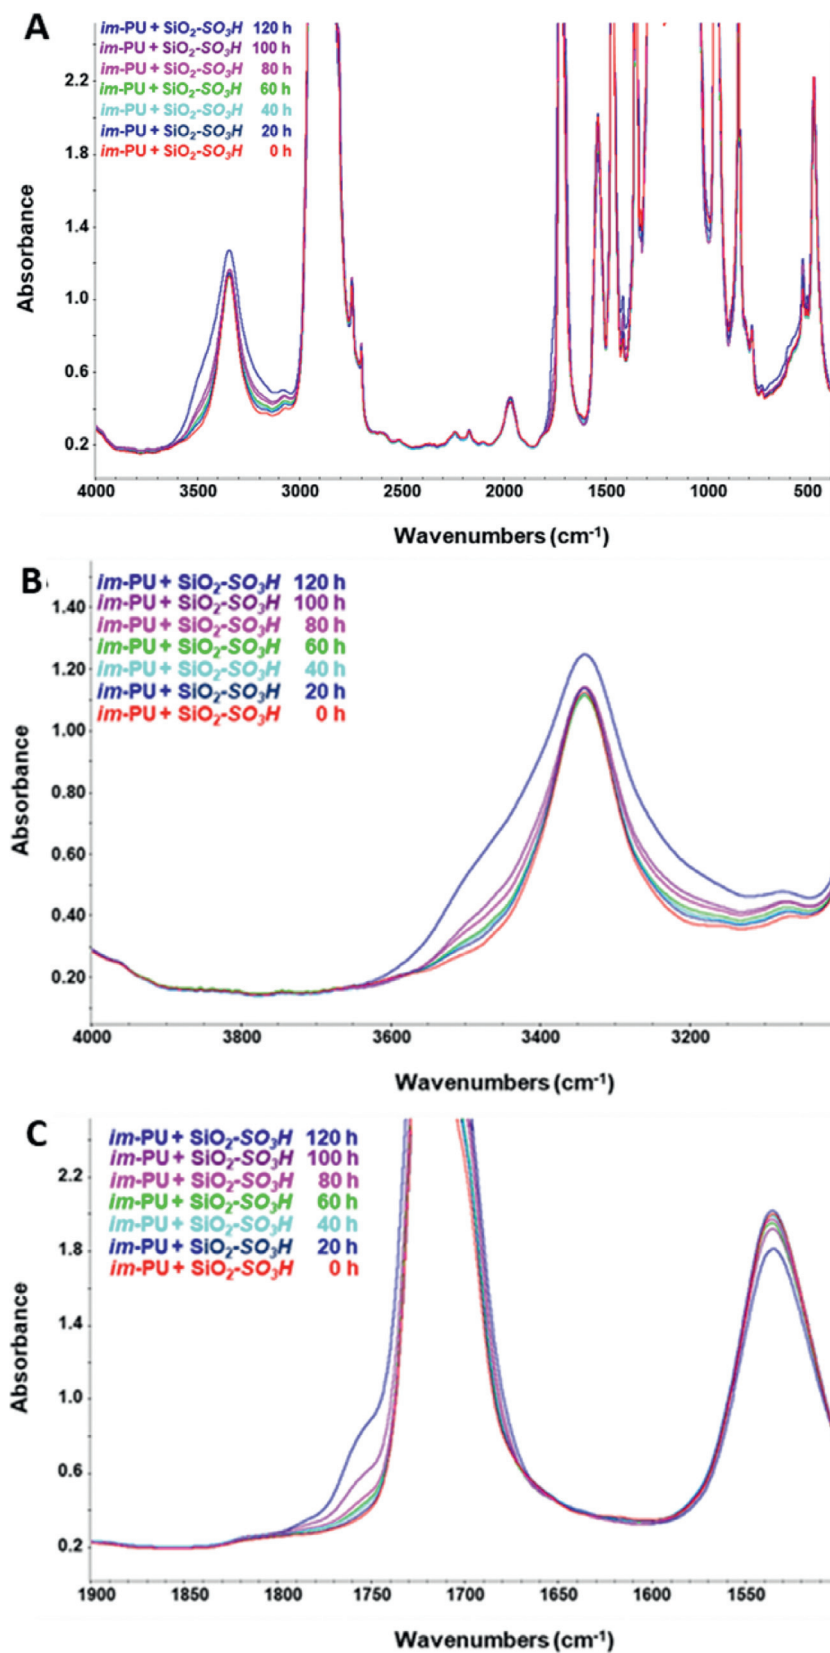 A
im-PU + SiO₂-SO₃H 120 h
im-PU + SiO₂-SO₃H 100 h
im-PU + SiO₂-SO₃H 80 h
im-PU + SiO₂-SO₃H 60 h
im-PU + SiO₂-SO₃H 40 h
im-PU + SiO₂-SO₃H 20 h
im-PU + SiO₂-SO₃H 0 h
Absorbance
2.2
1.8
1.4
1.0
0.6
0.2
4000 3500 3000 2500 2000 1500 1000 500
Wavenumbers (cm⁻¹)
B
im-PU + SiO₂-SO₃H 120 h
im-PU + SiO₂-SO₃H 100 h
im-PU + SiO₂-SO₃H 80 h
im-PU + SiO₂-SO₃H 60 h
im-PU + SiO₂-SO₃H 40 h
im-PU + SiO₂-SO₃H 20 h
im-PU + SiO₂-SO₃H 0 h
Absorbance
1.40
1.20
1.00
0.80
0.60
0.40
0.20
4000 3800 3600 3400 3200
Wavenumbers (cm⁻¹)
C
im-PU + SiO₂-SO₃H 120 h
im-PU + SiO₂-SO₃H 100 h
im-PU + SiO₂-SO₃H 80 h
im-PU + SiO₂-SO₃H 60 h
im-PU + SiO₂-SO₃H 40 h
im-PU + SiO₂-SO₃H 20 h
im-PU + SiO₂-SO₃H 0 h
Absorbance
2.2
1.8
1.4
1.0
0.6
0.2
1900 1850 1800 1750 1700 1650 1600 1550
Wavenumbers (cm⁻¹)